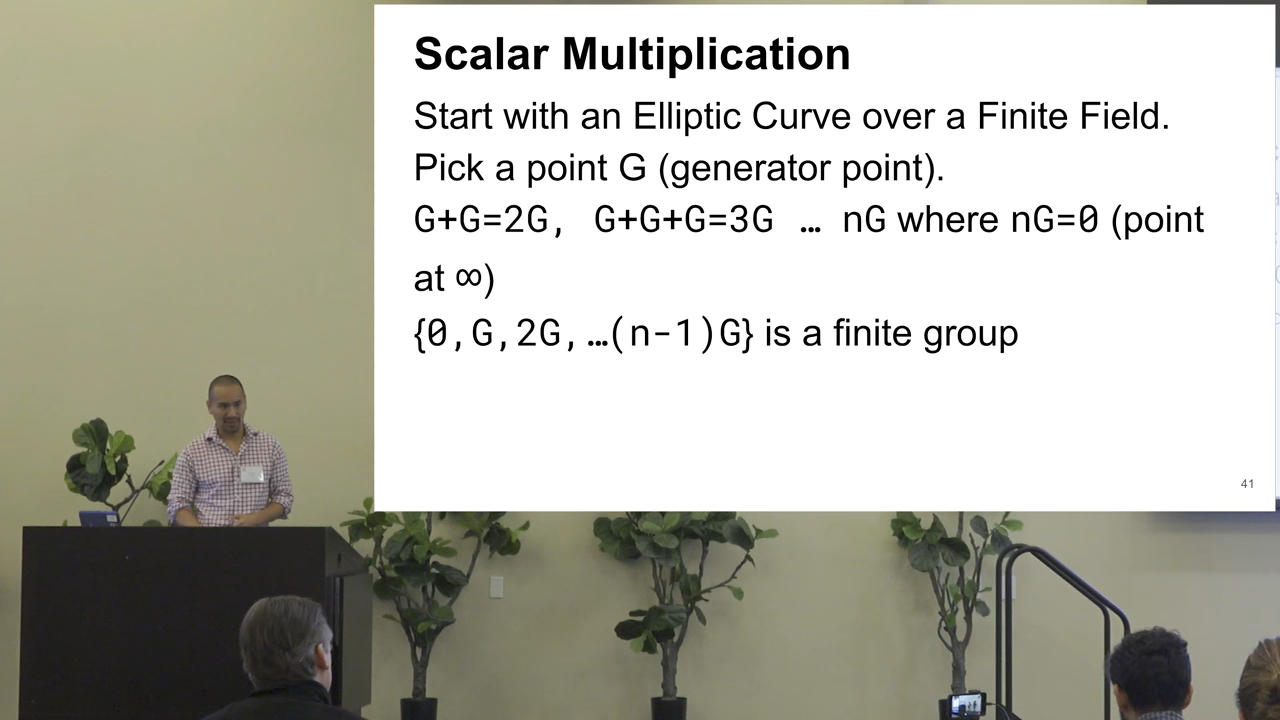 Scalar Multiplication
Start with an Elliptic Curve over a Finite Field.
Pick a point G (generator point).
G+G=2G, G+G+G=3G … nG where nG=0 (point
at ∞)
{0,G,2G,…(n-1)G} is a finite group
41